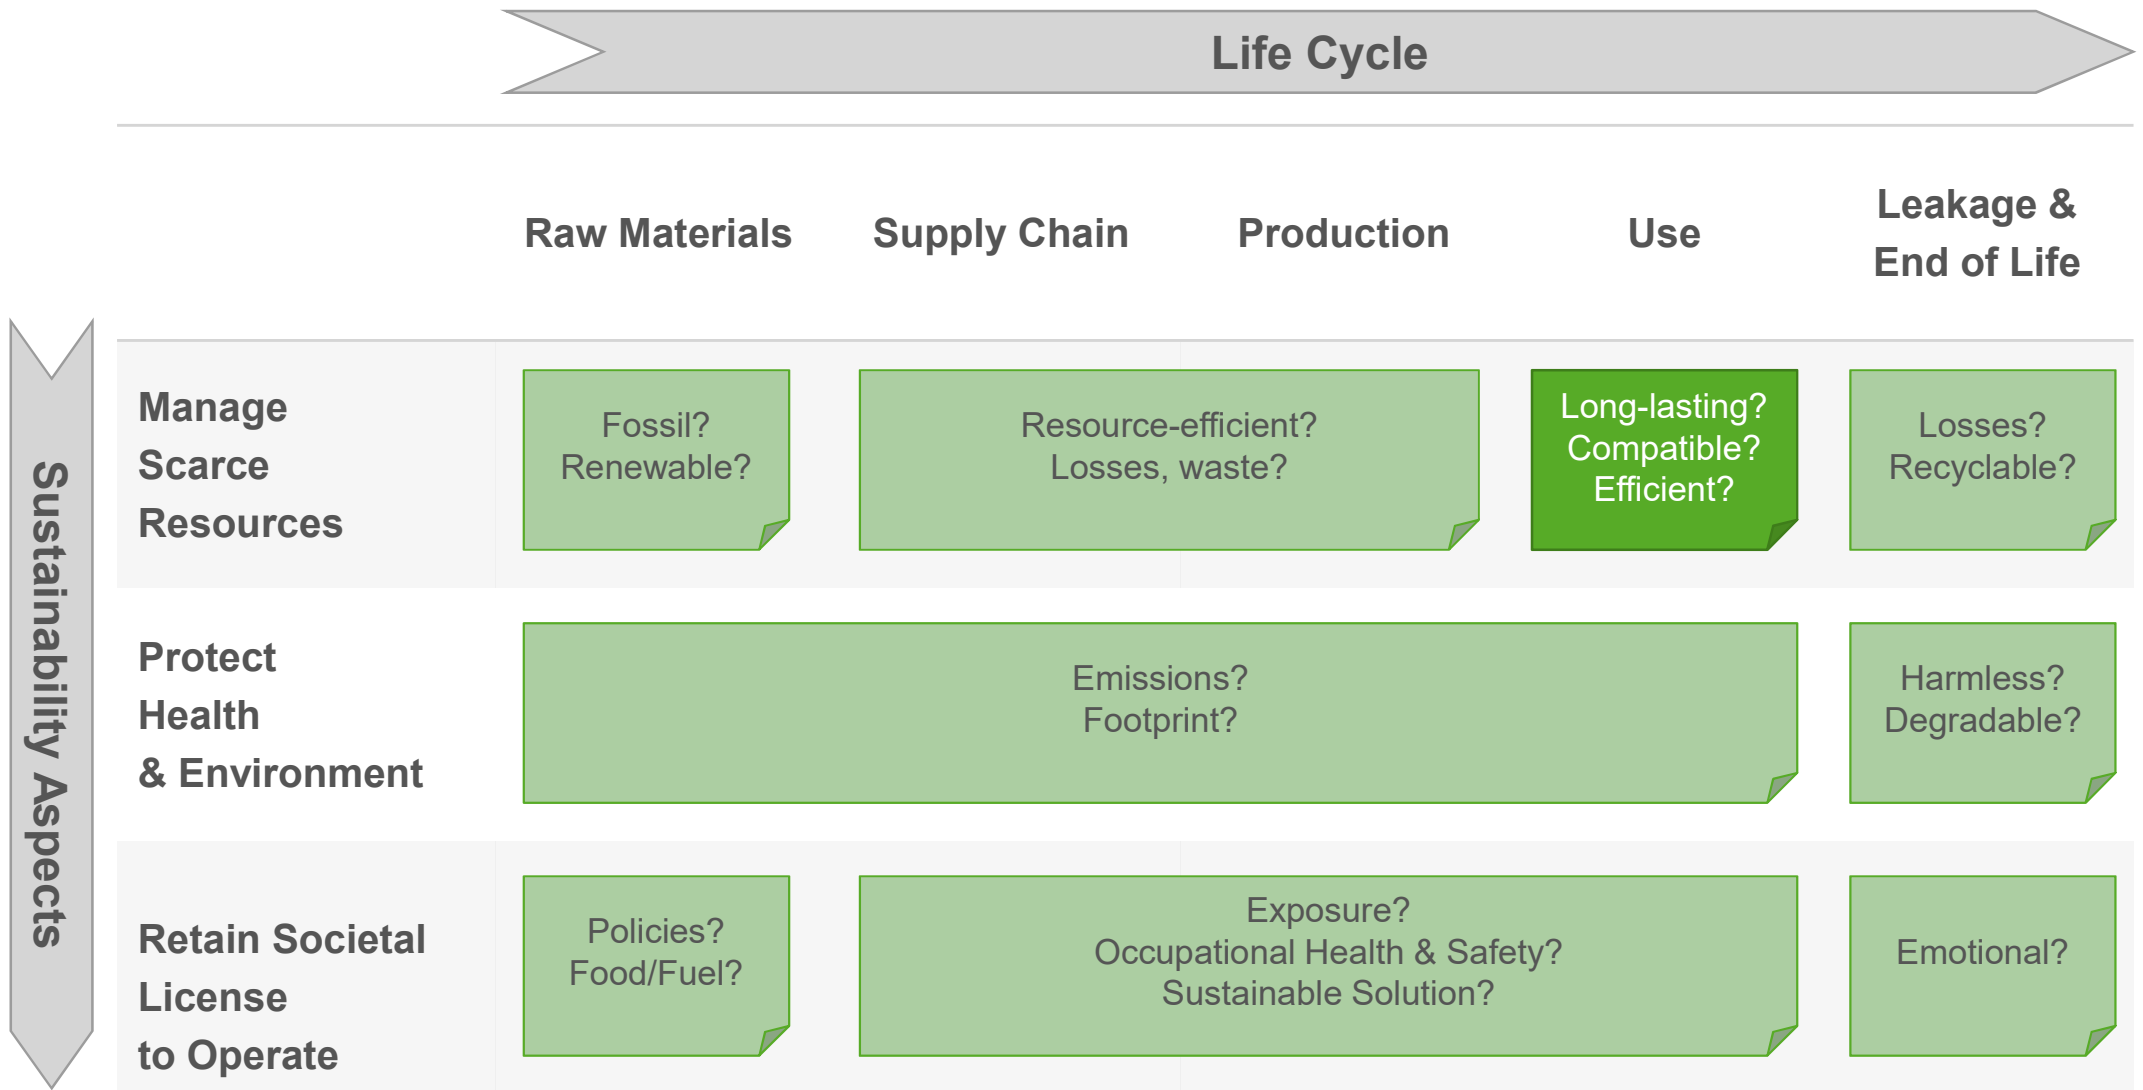 Life Cycle
Raw Materials
Supply Chain
Production
Use
Leakage &
End of Life
Sustainability Aspects
Manage
Scarce
Resources
Fossil?
Renewable?
Resource-efficient?
Losses, waste?
Long-lasting?
Compatible?
Efficient?
Losses?
Recyclable?
Protect
Health
& Environment
Emissions?
Footprint?
Harmless?
Degradable?
Retain Societal
License
to Operate
Policies?
Food/Fuel?
Exposure?
Occupational Health & Safety?
Sustainable Solution?
Emotional?